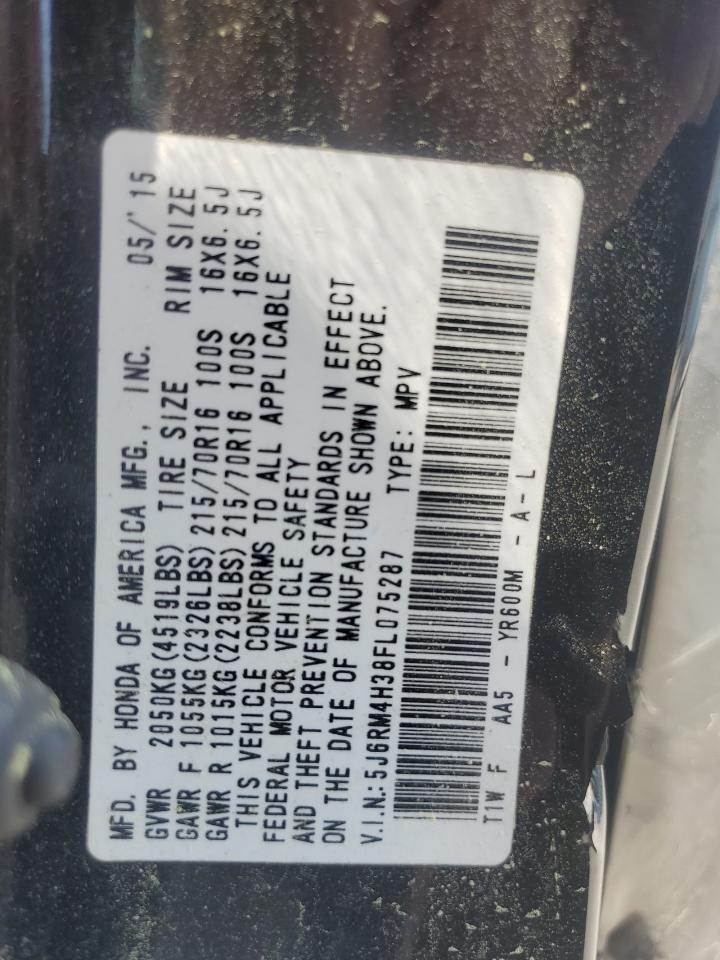 MFD. BY HONDA OF AMERICA MFG., INC. 05/'15
GVWR 2050KG(4519LBS) TIRE SIZE RIM SIZE
GAWR F 1055KG(2326LBS) 215/70R16 100S 16X6.5J
GAWR R 1015KG(2238LBS) 215/70R16 100S 16X6.5J
THIS VEHICLE CONFORMS TO ALL APPLICABLE
FEDERAL MOTOR VEHICLE SAFETY
AND THEFT PREVENTION STANDARDS IN EFFECT
ON THE DATE OF MANUFACTURE SHOWN ABOVE.
V.I.N.:5J6RM4H38FL075287 TYPE: MPV
T1W F AA5 - YR600M - A - L